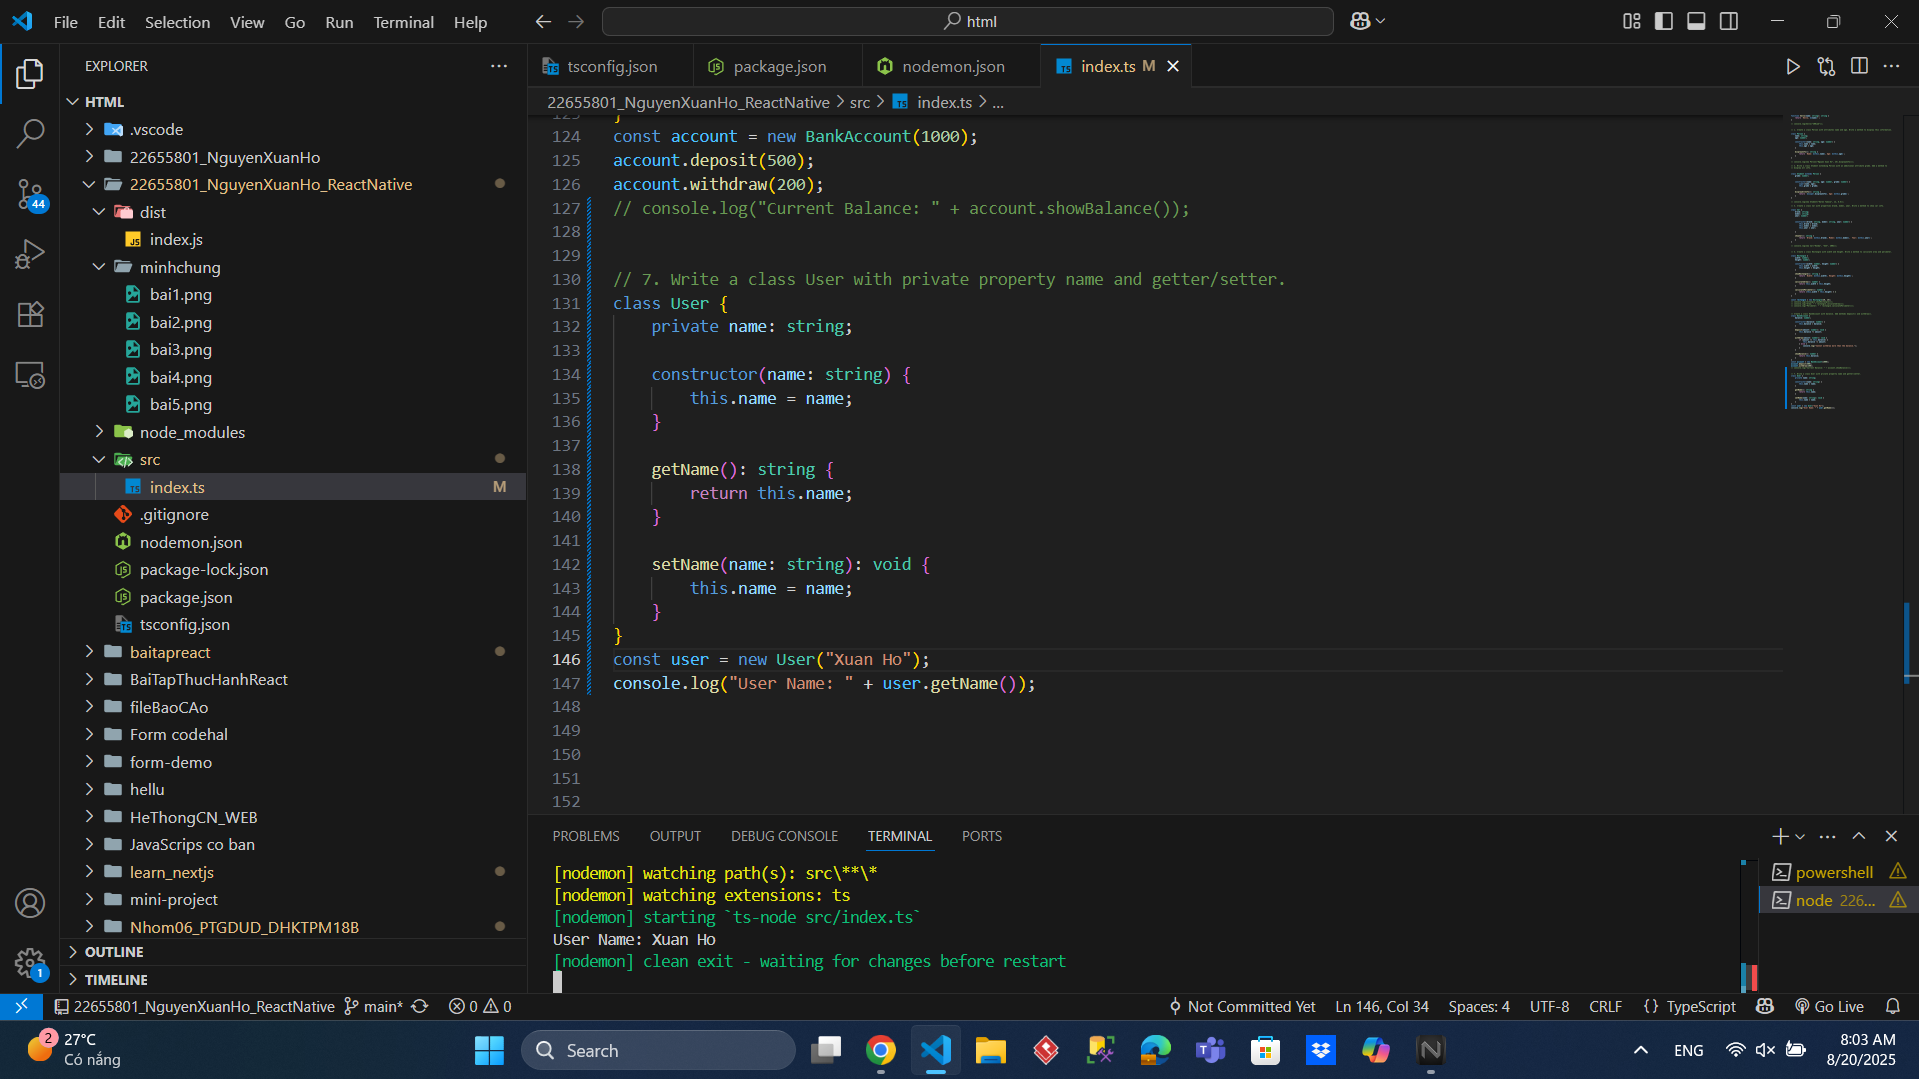 File Edit Selection View Go Run Terminal Help
html
EXPLORER
HTML
.vscode
22655801_NguyenXuanHo
22655801_NguyenXuanHo_ReactNative
dist
index.js
minhchung
bai1.png
bai2.png
bai3.png
bai4.png
bai5.png
node_modules
src
index.ts M
.gitignore
nodemon.json
package-lock.json
package.json
tsconfig.json
baitapreact
BaiTapThucHanhReact
fileBaoCAo
Form codehal
form-demo
hellu
HeThongCN_WEB
JavaScrips co ban
learn_nextjs
mini-project
Nhom06_PTGDUD_DHKTPM18B
OUTLINE
TIMELINE
44
1
tsconfig.json package.json nodemon.json index.ts M
22655801_NguyenXuanHo_ReactNative > src > index.ts > ...
123 }
124 const account = new BankAccount(1000);
125 account.deposit(500);
126 account.withdraw(200);
127 // console.log("Current Balance: " + account.showBalance());
128
129
130 // 7. Write a class User with private property name and getter/setter.
131 class User {
132 private name: string;
133
134 constructor(name: string) {
135 this.name = name;
136 }
137
138 getName(): string {
139 return this.name;
140 }
141
142 setName(name: string): void {
143 this.name = name;
144 }
145 }
146 const user = new User("Xuan Ho");
147 console.log("User Name: " + user.getName());
148
149
150
151
152
PROBLEMS OUTPUT DEBUG CONSOLE TERMINAL PORTS
[nodemon] watching path(s): src\**\*
[nodemon] watching extensions: ts
[nodemon] starting `ts-node src/index.ts`
User Name: Xuan Ho
[nodemon] clean exit - waiting for changes before restart
powershell
node 226...
22655801_NguyenXuanHo_ReactNative main* 0 0 Not Committed Yet Ln 146, Col 34 Spaces: 4 UTF-8 CRLF {} TypeScript Go Live
2
27°C
Có nắng
Search
ENG
8:03 AM
8/20/2025